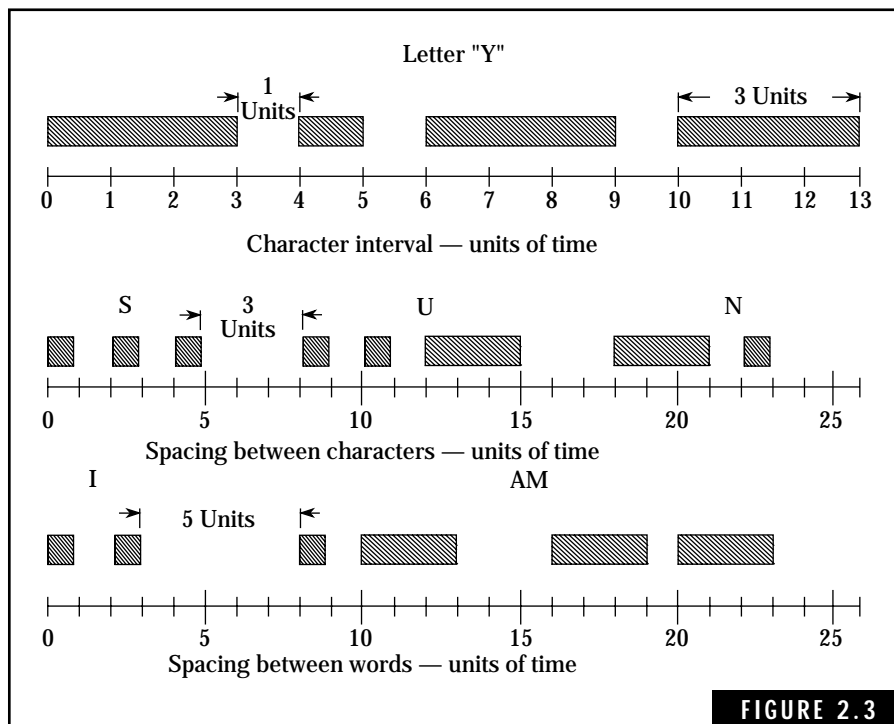 Letter "Y"
1
Units
3 Units
0 1 2 3 4 5 6 7 8 9 10 11 12 13
Character interval — units of time
S 3 U N
Units
0 5 10 15 20 25
Spacing between characters — units of time
I AM
5 Units
0 5 10 15 20 25
Spacing between words — units of time
FIGURE 2.3